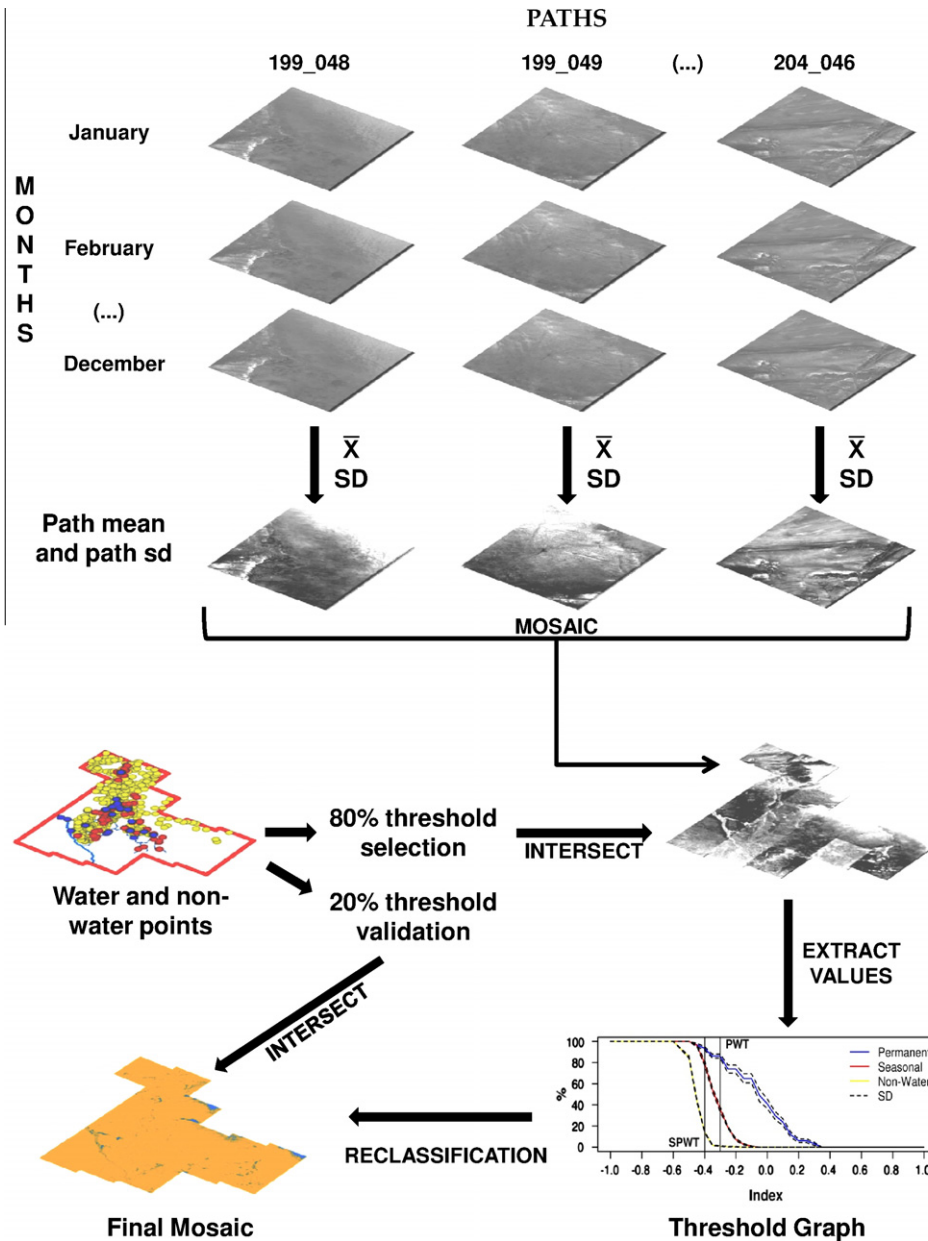 PATHS
199_048 199_049 (...) 204_046
MONTHS
January
February
(...)
December
X̅
SD
X̅
SD
X̅
SD
Path mean
and path sd
MOSAIC
Water and non-
water points
80% threshold
selection
20% threshold
validation
INTERSECT
INTERSECT
EXTRACT
VALUES
RECLASSIFICATION
Final Mosaic
%
100
80
60
40
20
0
PWT
SPWT
Permanent
Seasonal
Non-Water
SD
-1.0 -0.8 -0.6 -0.4 -0.2 0.0 0.2 0.4 0.6 0.8 1.0
Index
Threshold Graph